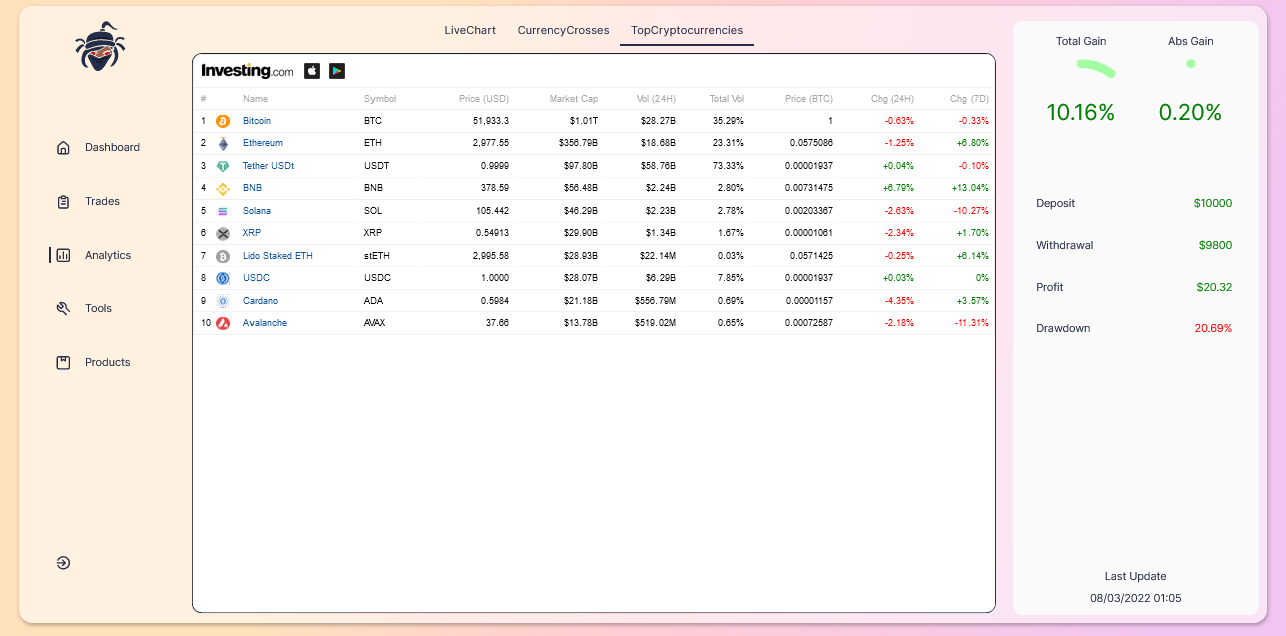 LiveChart CurrencyCrosses TopCryptocurrencies
Investing.com
# Name Symbol Price (USD) Market Cap Vol (24H) Total Vol Price (BTC) Chg (24H) Chg (7D)
1 Bitcoin BTC 51,933.3 $1.01T $28.27B 35.29% 1 -0.63% -0.33%
2 Ethereum ETH 2,977.55 $356.79B $18.68B 23.31% 0.0575086 -1.25% +6.80%
3 Tether USDt USDT 0.9999 $97.80B $58.76B 73.33% 0.00001937 +0.04% -0.10%
4 BNB BNB 378.59 $56.48B $2.24B 2.80% 0.00731475 +6.79% +13.04%
5 Solana SOL 105.442 $46.29B $2.23B 2.78% 0.00203367 -2.63% -10.27%
6 XRP XRP 0.54913 $29.90B $1.34B 1.67% 0.00001061 -2.34% +1.70%
7 Lido Staked ETH stETH 2,995.58 $28.93B $22.14M 0.03% 0.0571425 -0.25% +6.14%
8 USDC USDC 1.0000 $28.07B $6.29B 7.85% 0.00001937 +0.03% 0%
9 Cardano ADA 0.5984 $21.18B $556.79M 0.69% 0.00001157 -4.35% +3.57%
10 Avalanche AVAX 37.66 $13.78B $519.02M 0.65% 0.00072587 -2.18% -11.31%
Dashboard
Trades
Analytics
Tools
Products
Total Gain Abs Gain
10.16% 0.20%
Deposit $10000
Withdrawal $9800
Profit $20.32
Drawdown 20.69%
Last Update
08/03/2022 01:05